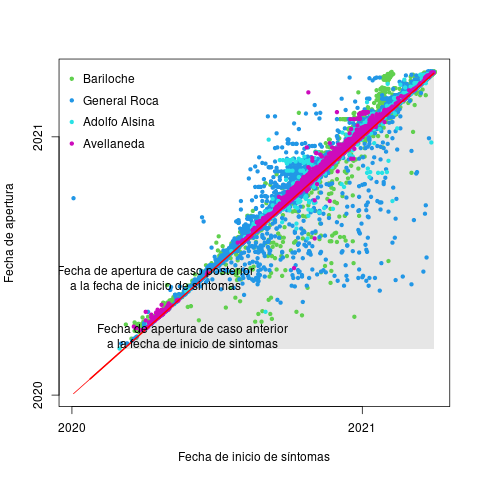 Bariloche
General Roca
Adolfo Alsina
Avellaneda
2021
Fecha de apertura
Fecha de apertura de caso posterior
a la fecha de inicio de síntomas
Fecha de apertura de caso anterior
a la fecha de inicio de sintomas
2020
2020
2021
Fecha de inicio de síntomas